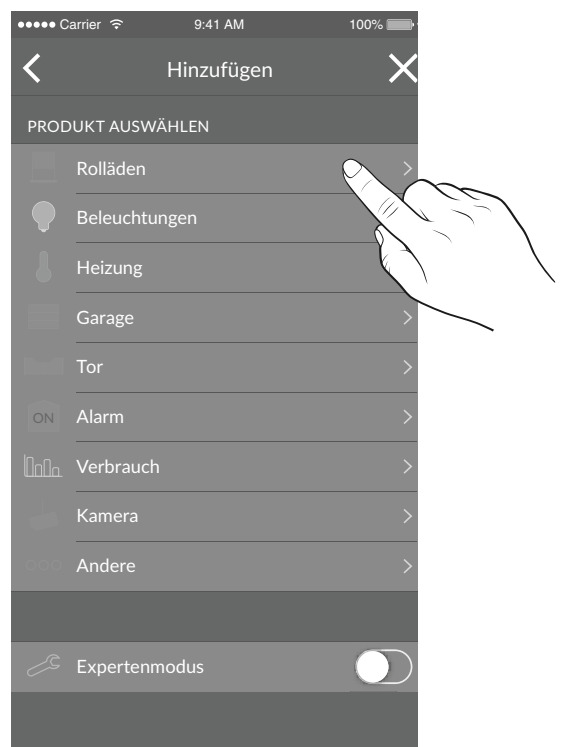 Carrier 9:41 AM 100%
Hinzufügen
PRODUKT AUSWÄHLEN
Rolläden
Beleuchtungen
Heizung
Garage
Tor
ON Alarm
Verbrauch
Kamera
Andere
Expertenmodus